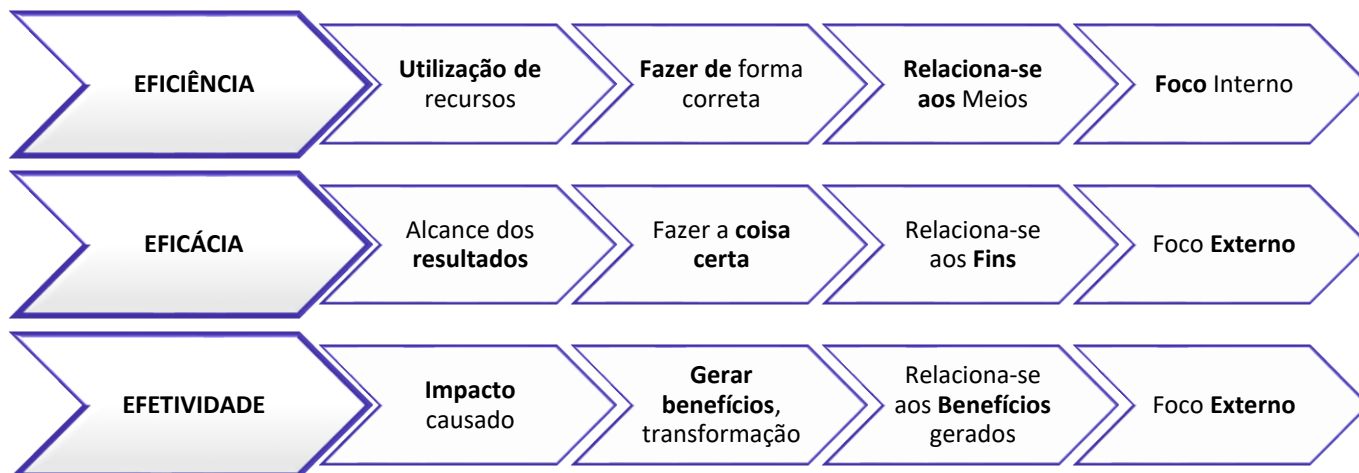 EFICIÊNCIA
Utilização de
recursos
Fazer de forma
correta
Relaciona-se
aos Meios
Foco Interno
EFICÁCIA
Alcance dos
resultados
Fazer a coisa
certa
Relaciona-se
aos Fins
Foco Externo
EFETIVIDADE
Impacto
causado
Gerar
benefícios,
transformação
Relaciona-se
aos Benefícios
gerados
Foco Externo